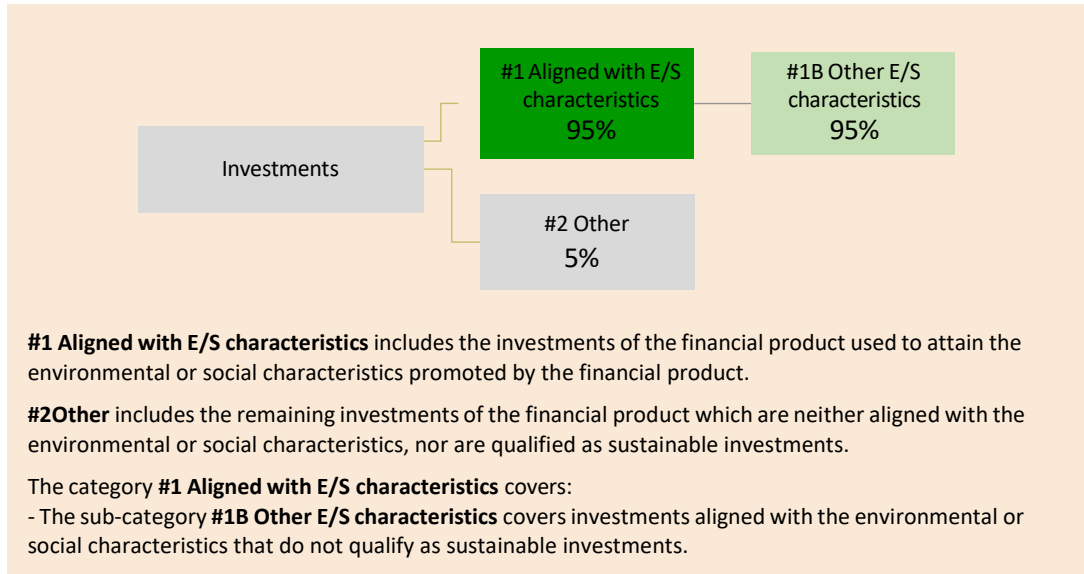 #1 Aligned with E/S
characteristics
95%
#1B Other E/S
characteristics
95%
Investments
#2 Other
5%
#1 Aligned with E/S characteristics includes the investments of the financial product used to attain the
environmental or social characteristics promoted by the financial product.
#2Other includes the remaining investments of the financial product which are neither aligned with the
environmental or social characteristics, nor are qualified as sustainable investments.
The category #1 Aligned with E/S characteristics covers:
- The sub-category #1B Other E/S characteristics covers investments aligned with the environmental or
social characteristics that do not qualify as sustainable investments.